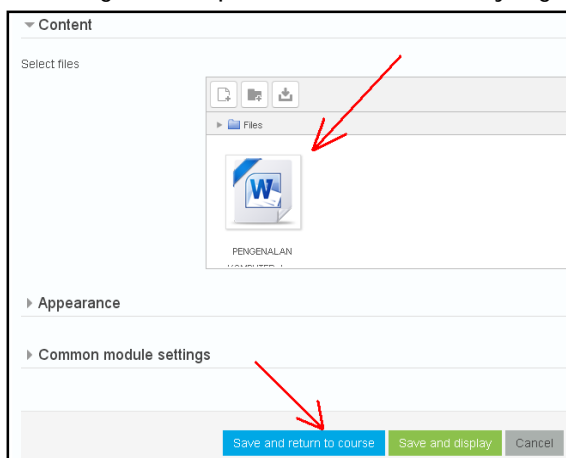 Content
Select files
Files
W
PENGENALAN
Appearance
Common module settings
Save and return to course Save and display Cancel